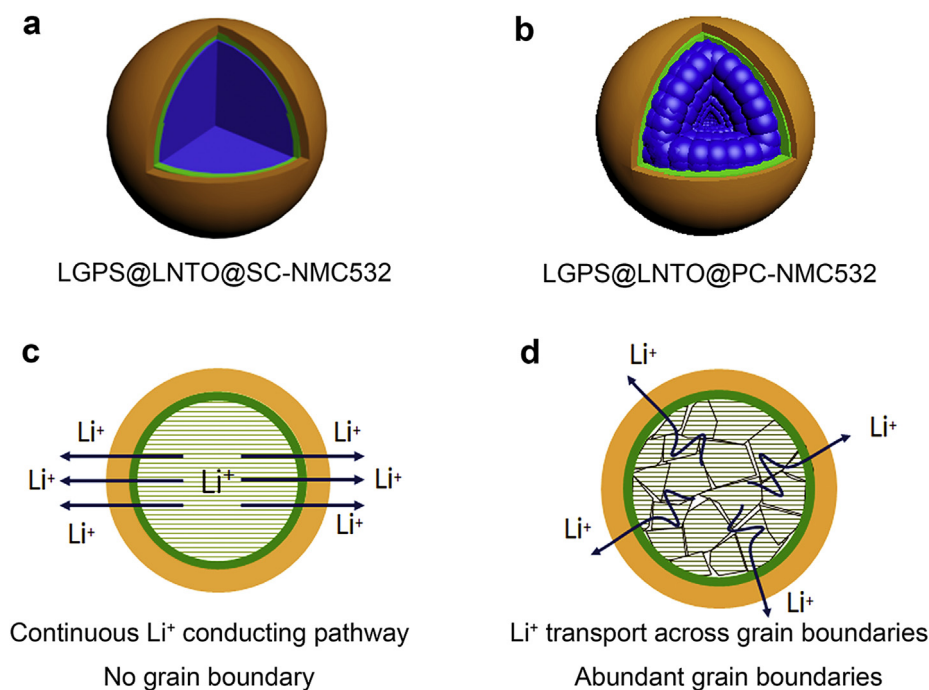 a
b
LGPS@LNTO@SC-NMC532
LGPS@LNTO@PC-NMC532
c
d
Li⁺
Li⁺
Li⁺
Li⁺
Li⁺
Li⁺
Li⁺
Li⁺
Li⁺
Li⁺
Li⁺
Continuous Li⁺ conducting pathway
No grain boundary
Li⁺ transport across grain boundaries
Abundant grain boundaries